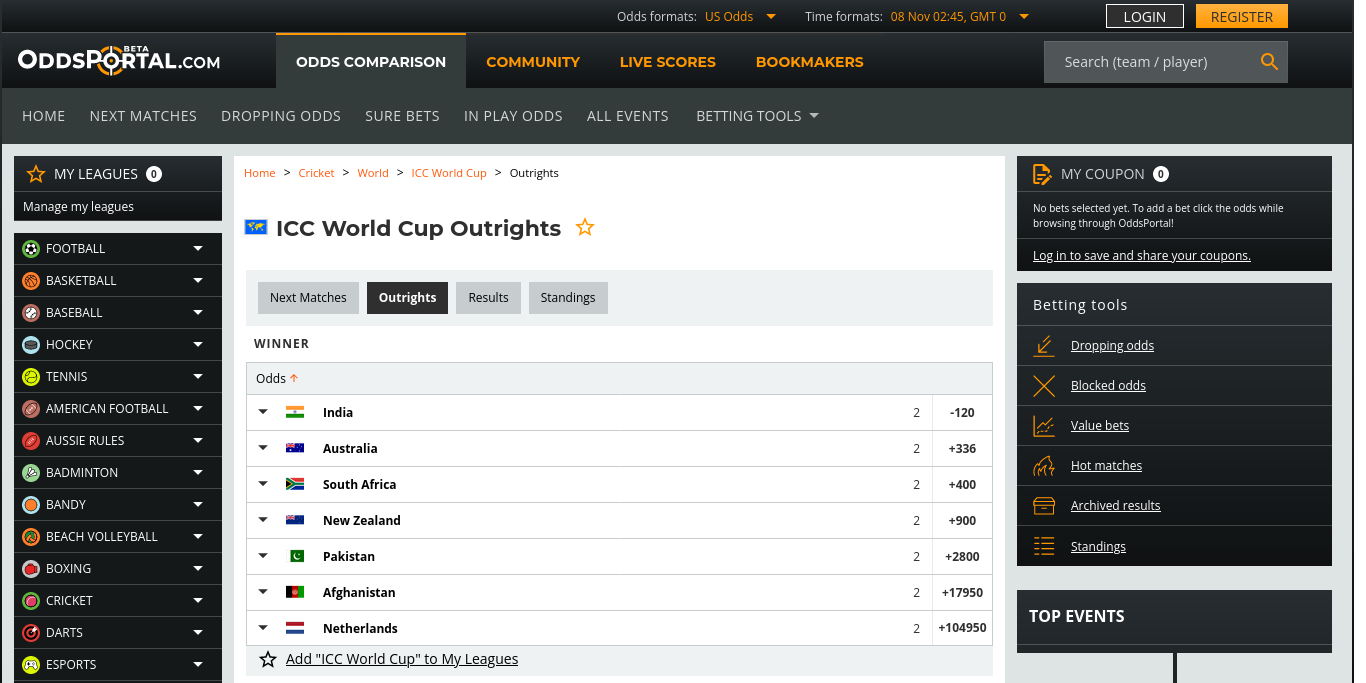 Odds formats: US Odds Time formats: 08 Nov 02:45, GMT 0 LOGIN REGISTER
ODDSPORTAL.COM BETA ODDS COMPARISON COMMUNITY LIVE SCORES BOOKMAKERS Search (team / player)
HOME NEXT MATCHES DROPPING ODDS SURE BETS IN PLAY ODDS ALL EVENTS BETTING TOOLS
MY LEAGUES 0
Manage my leagues
FOOTBALL
BASKETBALL
BASEBALL
HOCKEY
TENNIS
AMERICAN FOOTBALL
AUSSIE RULES
BADMINTON
BANDY
BEACH VOLLEYBALL
BOXING
CRICKET
DARTS
ESPORTS
Home > Cricket > World > ICC World Cup > Outrights
ICC World Cup Outrights
Next Matches Outrights Results Standings
WINNER
Odds
India 2 -120
Australia 2 +336
South Africa 2 +400
New Zealand 2 +900
Pakistan 2 +2800
Afghanistan 2 +17950
Netherlands 2 +104950
Add "ICC World Cup" to My Leagues
MY COUPON 0
No bets selected yet. To add a bet click the odds while
browsing through OddsPortal!
Log in to save and share your coupons.
Betting tools
Dropping odds
Blocked odds
Value bets
Hot matches
Archived results
Standings
TOP EVENTS